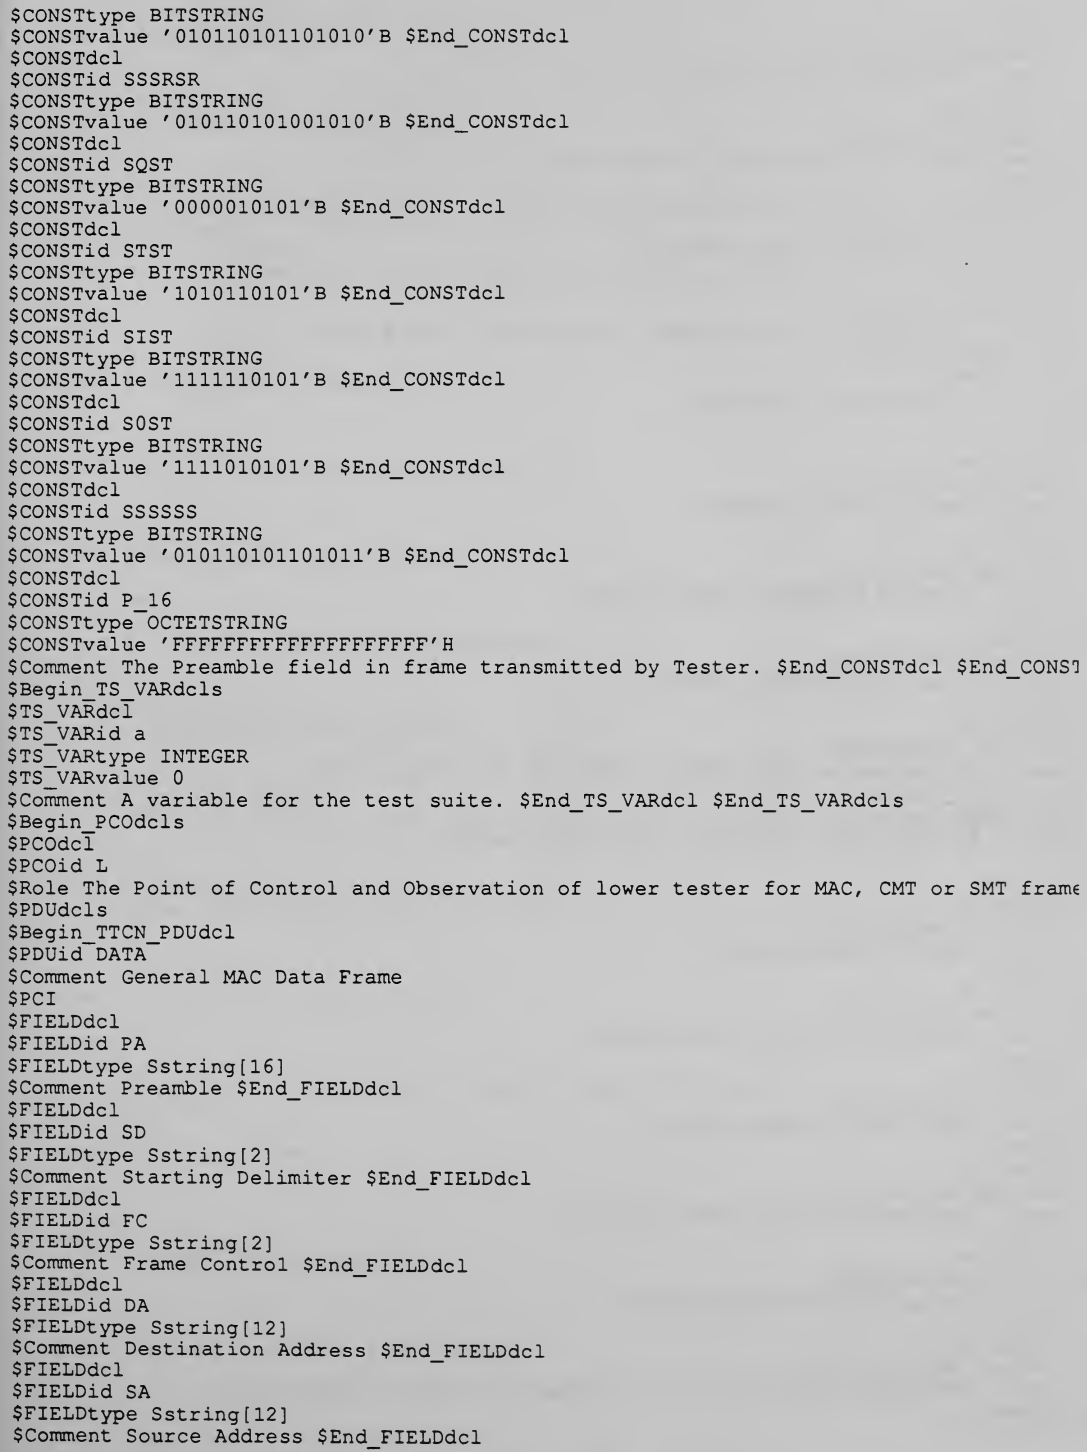 $CONSTtype BITSTRING
$CONSTvalue '010110101101010'B $End_CONSTdcl
$CONSTdcl
$CONSTid SSSRSR
$CONSTtype BITSTRING
$CONSTvalue '010110101001010'B $End_CONSTdcl
$CONSTdcl
$CONSTid SQST
$CONSTtype BITSTRING
$CONSTvalue '0000010101'B $End_CONSTdcl
$CONSTdcl
$CONSTid STST
$CONSTtype BITSTRING
$CONSTvalue '1010110101'B $End_CONSTdcl
$CONSTdcl
$CONSTid SIST
$CONSTtype BITSTRING
$CONSTvalue '1111110101'B $End_CONSTdcl
$CONSTdcl
$CONSTid S0ST
$CONSTtype BITSTRING
$CONSTvalue '1111010101'B $End_CONSTdcl
$CONSTdcl
$CONSTid SSSSSS
$CONSTtype BITSTRING
$CONSTvalue '010110101101011'B $End_CONSTdcl
$CONSTdcl
$CONSTid P_16
$CONSTtype OCTETSTRING
$CONSTvalue 'FFFFFFFFFFFFFFFFFFFF'H
$Comment The Preamble field in frame transmitted by Tester. $End_CONSTdcl $End_CONST
$Begin_TS_VARdcls
$TS_VARdcl
$TS_VARid a
$TS_VARtype INTEGER
$TS_VARvalue 0
$Comment A variable for the test suite. $End_TS_VARdcl $End_TS_VARdcls
$Begin_PCOdcls
$PCOdcl
$PCOid L
$Role The Point of Control and Observation of lower tester for MAC, CMT or SMT frame
$PDUdcls
$Begin_TTCN_PDUdcl
$PDUid DATA
$Comment General MAC Data Frame
$PCI
$FIELDdcl
$FIELDid PA
$FIELDtype Sstring[16]
$Comment Preamble $End_FIELDdcl
$FIELDdcl
$FIELDid SD
$FIELDtype Sstring[2]
$Comment Starting Delimiter $End_FIELDdcl
$FIELDdcl
$FIELDid FC
$FIELDtype Sstring[2]
$Comment Frame Control $End_FIELDdcl
$FIELDdcl
$FIELDid DA
$FIELDtype Sstring[12]
$Comment Destination Address $End_FIELDdcl
$FIELDdcl
$FIELDid SA
$FIELDtype Sstring[12]
$Comment Source Address $End_FIELDdcl